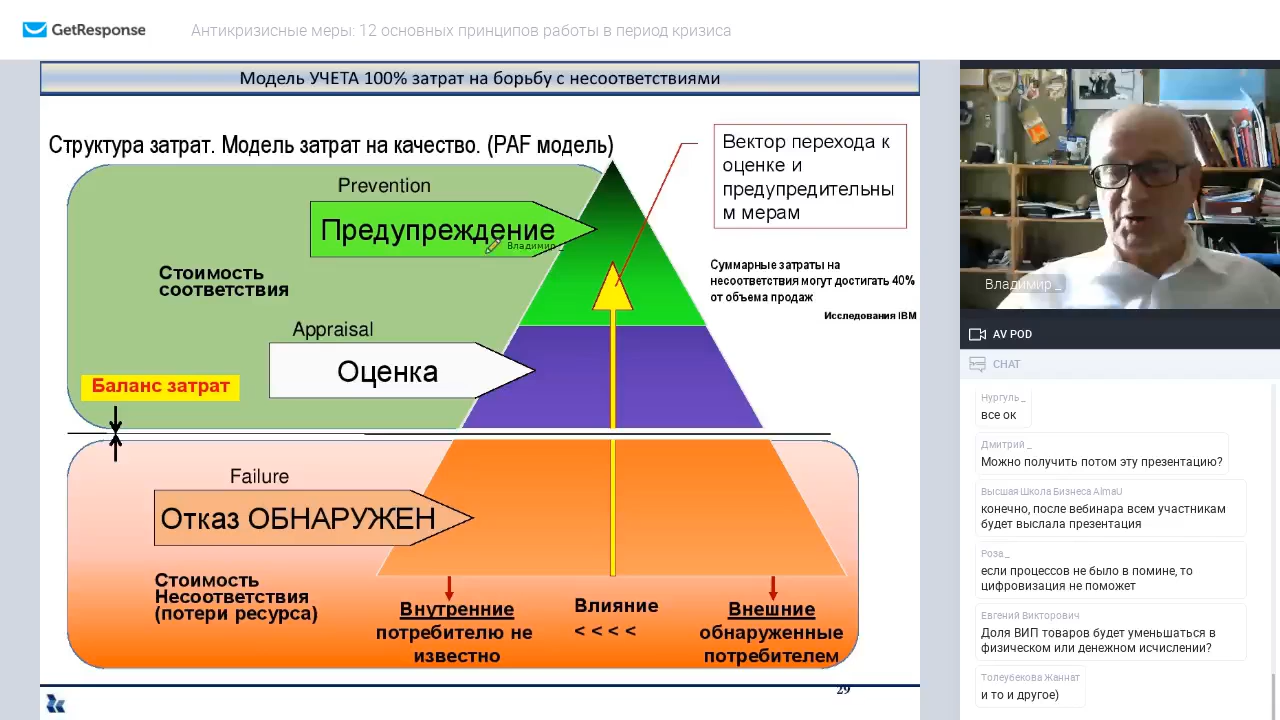 GetResponse
Антикризисные меры: 12 основных принципов работы в период кризиса
Модель УЧЕТА 100% затрат на борьбу с несоответствиями
Структура затрат. Модель затрат на качество. (PAF модель)
Вектор перехода к
оценке и
предупредительны
м мерам
Prevention
Предупреждение
Владимир _
Стоимость
соответствия
Суммарные затраты на
несоответствия могут достигать 40%
от объема продаж
Исследования IBM
Appraisal
Оценка
Баланс затрат
Failure
Отказ ОБНАРУЖЕН
Стоимость
Несоответствия
(потери ресурса)
Внутренние
потребителю не
известно
Влияние
< < < <
Внешние
обнаруженные
потребителем
29
Владимир _
AV POD
CHAT
Нургуль _
все ок
Дмитрий _
Можно получить потом эту презентацию?
Высшая Школа Бизнеса AlmaU
конечно, после вебинара всем участникам
будет выслала презентация
Роза _
если процессов не было в помине, то
цифровизация не поможет
Евгений Викторович
Доля ВИП товаров будет уменьшаться в
физическом или денежном исчислении?
Толеубекова Жаннат
и то и другое)